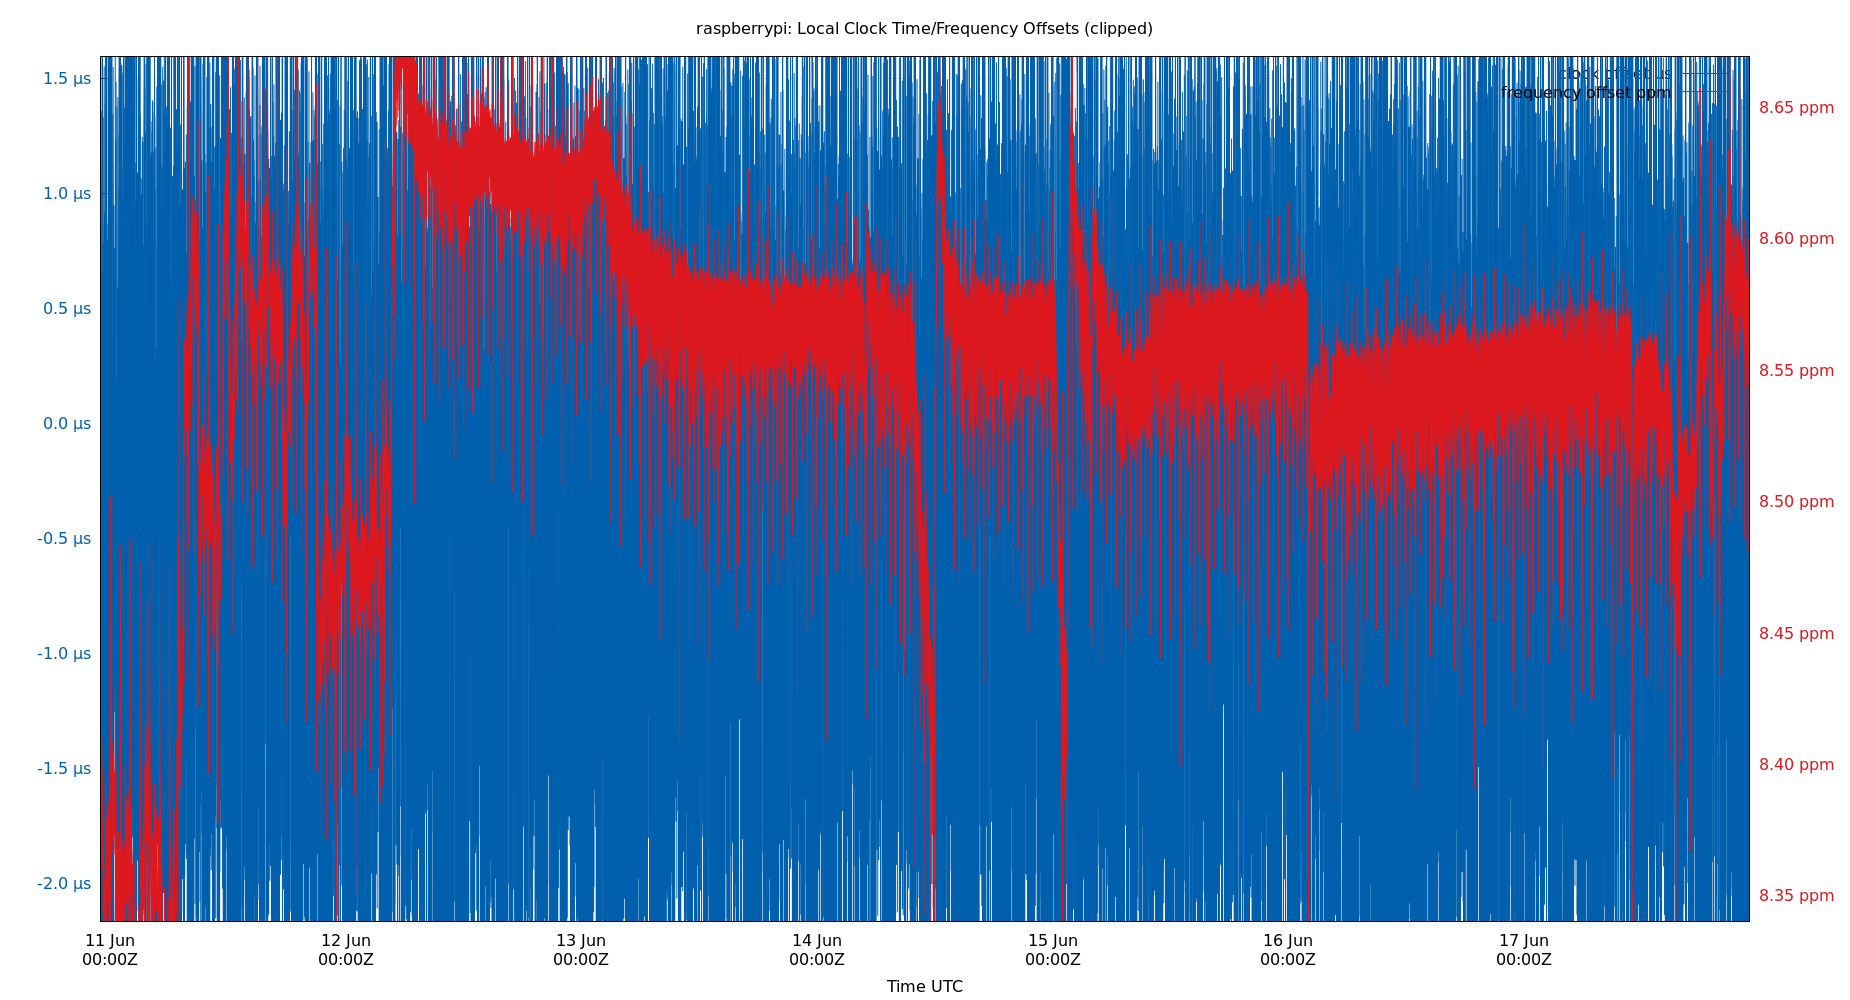 raspberrypi: Local Clock Time/Frequency Offsets (clipped)
clock offset us
frequency offset ppm
1.5 µs
1.0 µs
0.5 µs
0.0 µs
-0.5 µs
-1.0 µs
-1.5 µs
-2.0 µs
8.65 ppm
8.60 ppm
8.55 ppm
8.50 ppm
8.45 ppm
8.40 ppm
8.35 ppm
11 Jun 12 Jun 13 Jun 14 Jun 15 Jun 16 Jun 17 Jun
00:00Z 00:00Z 00:00Z 00:00Z 00:00Z 00:00Z 00:00Z
Time UTC